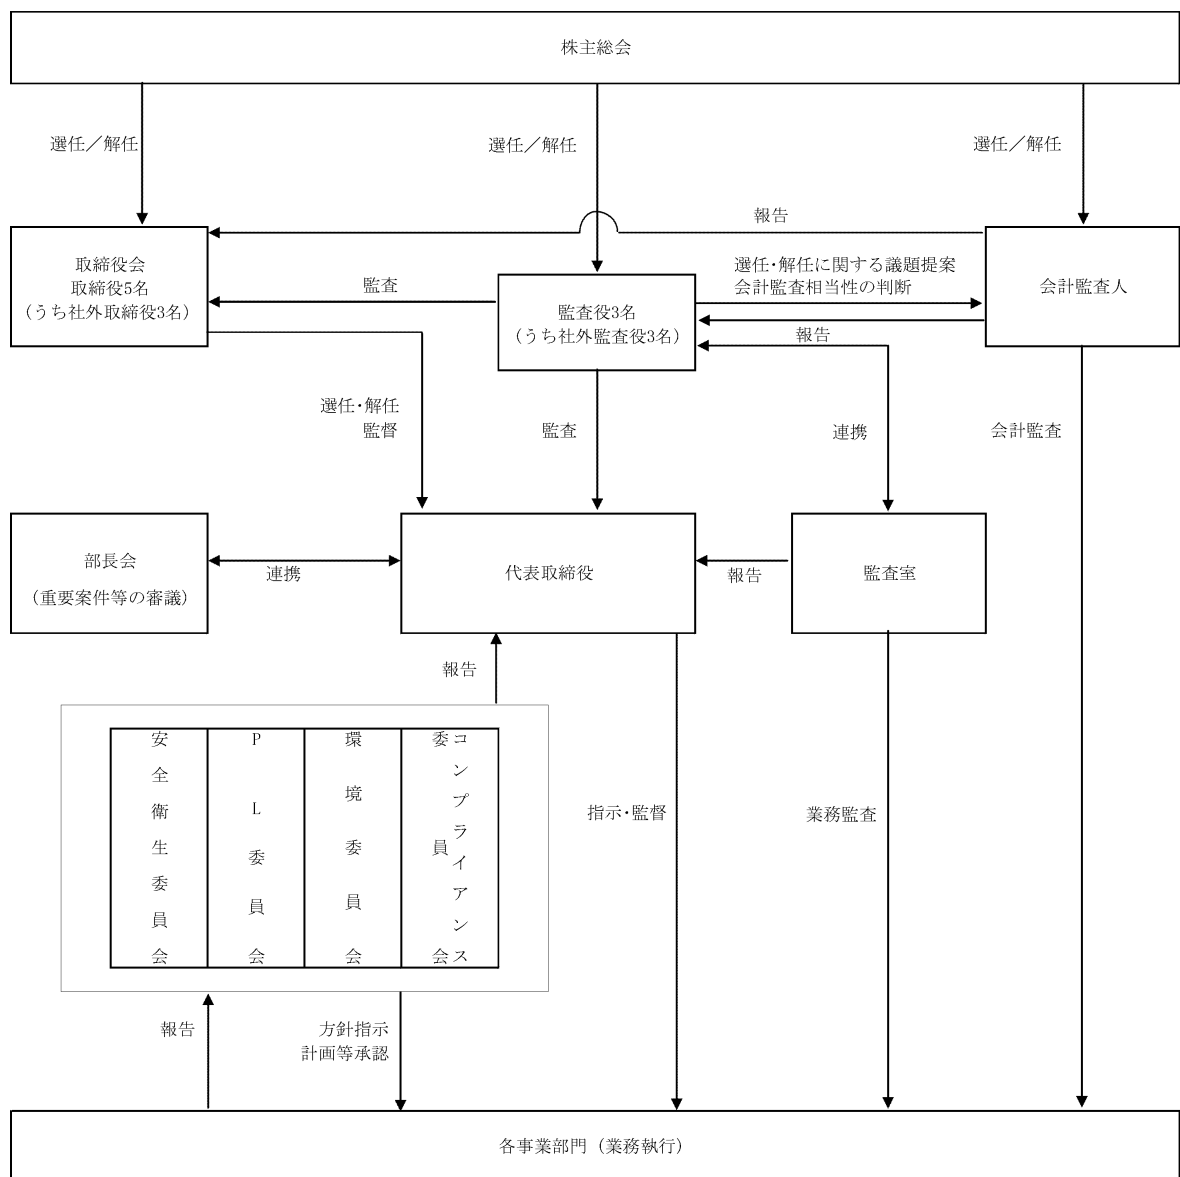 株主総会
選任／解任
選任／解任
選任／解任
報告
取締役会
取締役5名
（うち社外取締役3名）
監査
監査役3名
（うち社外監査役3名）
選任・解任に関する議題提案
会計監査相当性の判断
報告
会計監査人
選任・解任
監督
監査
連携
会計監査
部長会
（重要案件等の審議）
連携
代表取締役
報告
監査室
報告
安全衛生委員会
PL委員会
環境委員会
コンプライアンス
委員会
指示・監督
業務監査
報告
方針指示
計画等承認
各事業部門（業務執行）